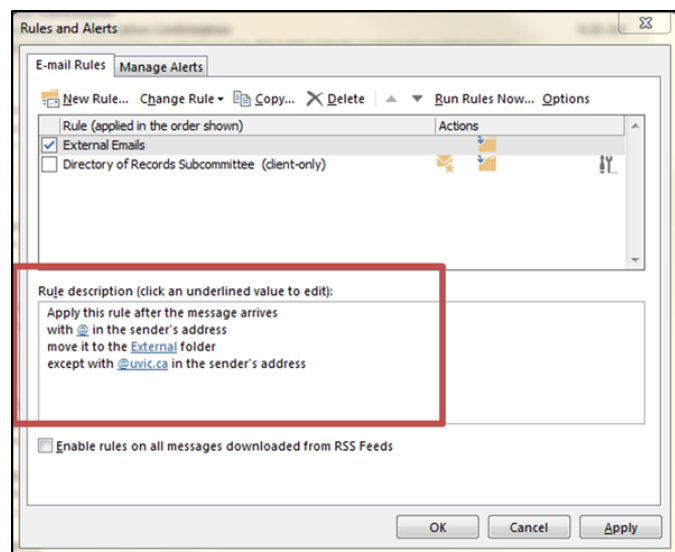 Rules and Alerts
E-mail Rules Manage Alerts
New Rule... Change Rule Copy... Delete Run Rules Now... Options
Rule (applied in the order shown) Actions
External Emails
Directory of Records Subcommittee (client-only)
Rule description (click an underlined value to edit):
Apply this rule after the message arrives
with @ in the sender's address
move it to the External folder
except with @uvic.ca in the sender's address
Enable rules on all messages downloaded from RSS Feeds
OK Cancel Apply